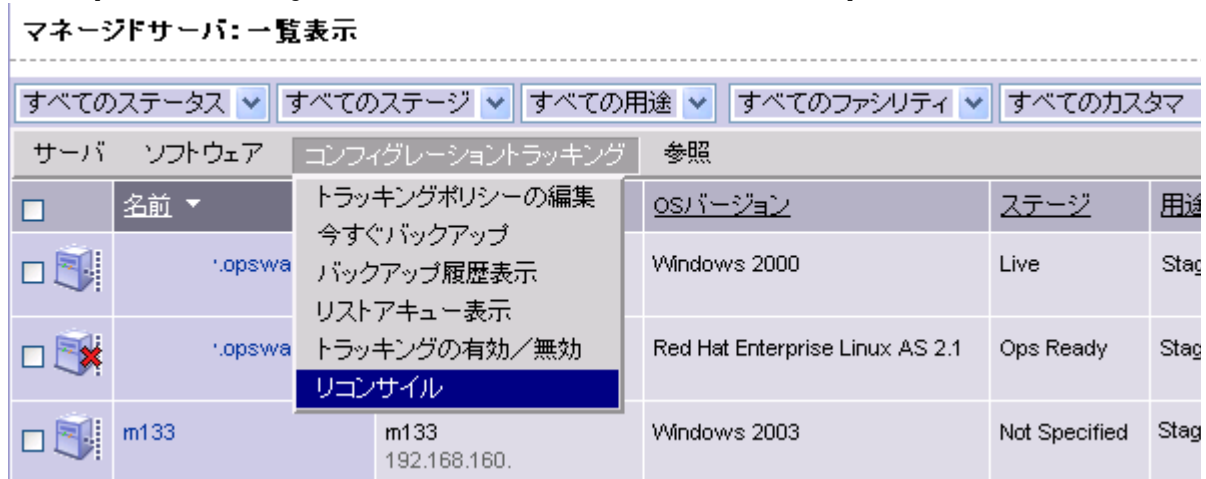 マネージドサーバ: 一覧表示
すべてのステータス すべてのステージ すべての用途 すべてのファシリティ すべてのカスタマ
サーバ ソフトウェア コンフィグレーショントラッキング 参照
名前 OSバージョン ステージ 用途
トラッキングポリシーの編集
今すぐバックアップ
バックアップ履歴表示
リストアキュー表示
トラッキングの有効/無効
リコンサイル
.opswa Windows 2000 Live Stag
.opswa Red Hat Enterprise Linux AS 2.1 Ops Ready Stag
m133 m133 Windows 2003 Not Specified Stag
192.168.160.